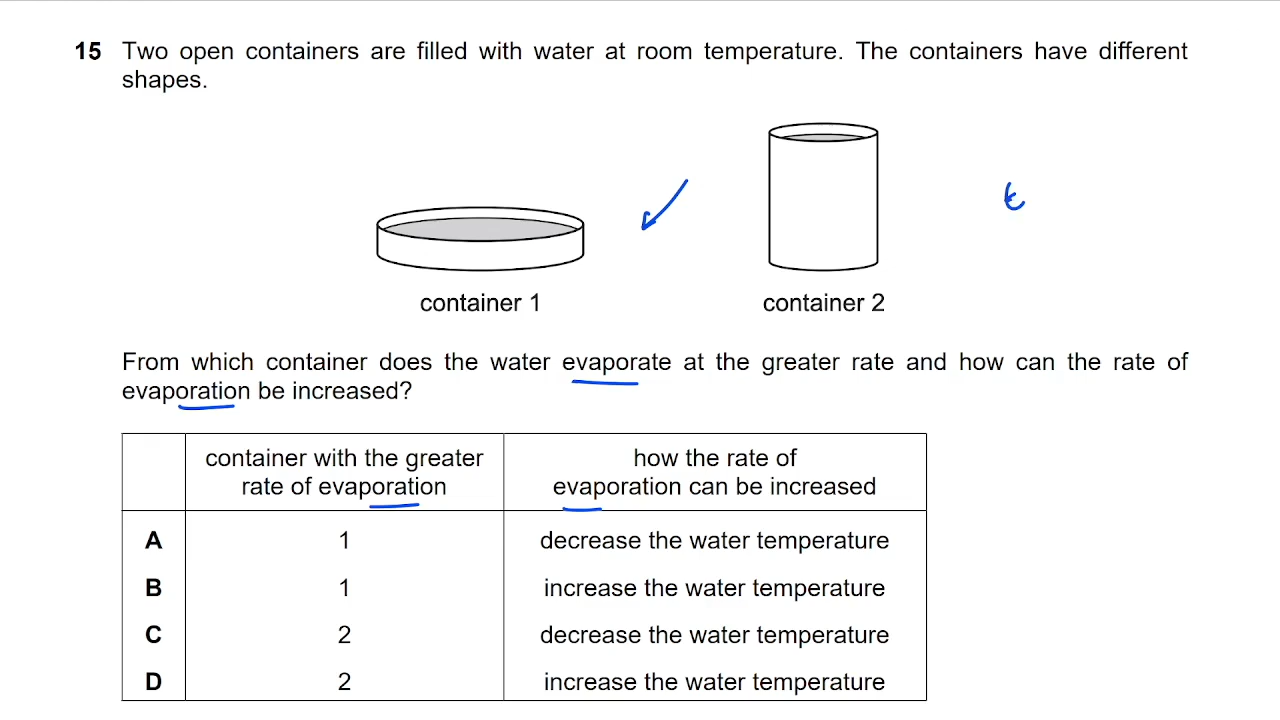 15 Two open containers are filled with water at room temperature. The containers have different
shapes.
container 1 container 2
From which container does the water evaporate at the greater rate and how can the rate of
evaporation be increased?
container with the greater how the rate of
rate of evaporation evaporation can be increased
A 1 decrease the water temperature
B 1 increase the water temperature
C 2 decrease the water temperature
D 2 increase the water temperature